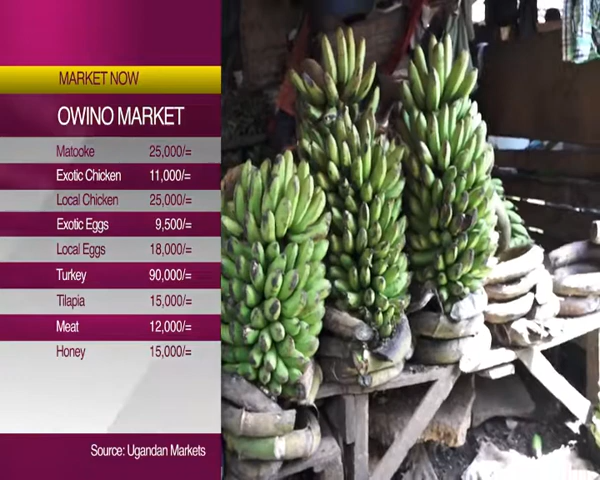 MARKET NOW
OWINO MARKET
Matooke 25,000/=
Exotic Chicken 11,000/=
Local Chicken 25,000/=
Exotic Eggs 9,500/=
Local Eggs 18,000/=
Turkey 90,000/=
Tilapia 15,000/=
Meat 12,000/=
Honey 15,000/=
Source: Ugandan Markets